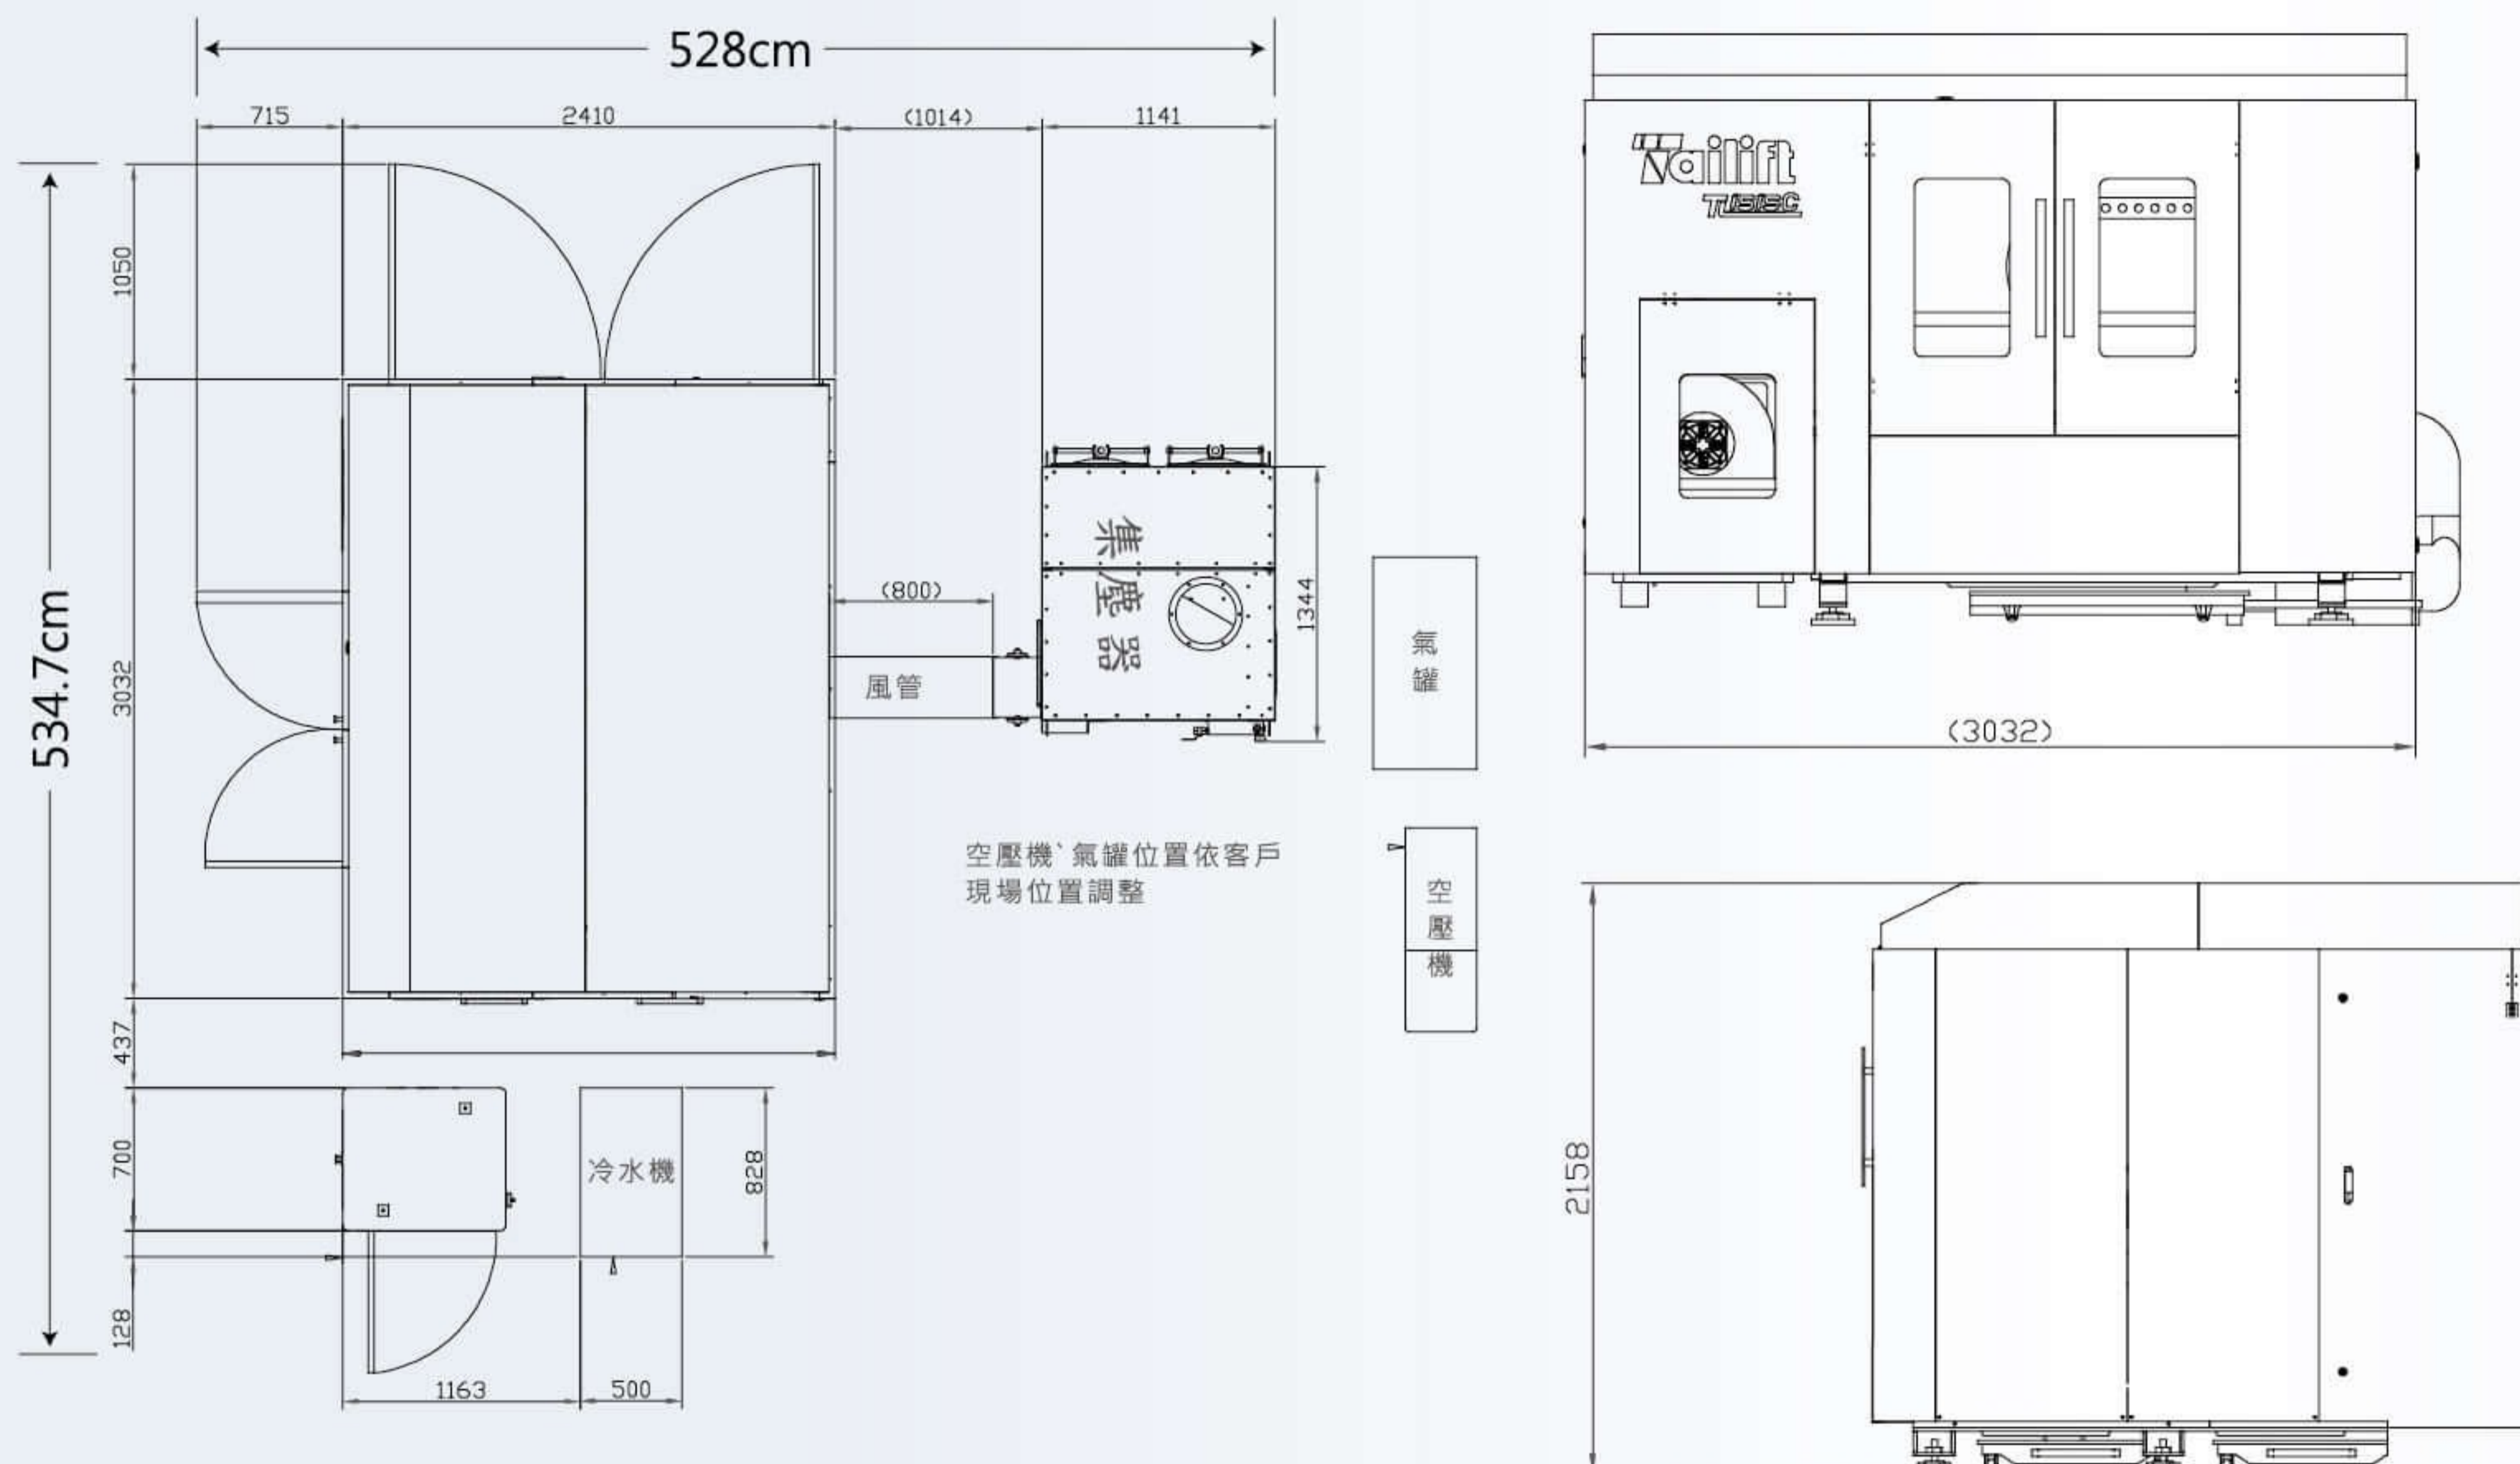 528cm
715
2410
(1014)
1141
1050
3032
534.7cm
437
700
128
(800)
1344
集塵器
風管
氣罐
空壓機、氣罐位置依客戶
現場位置調整
空壓機
冷水機
828
1163
500
Tailift
(3032)
2158